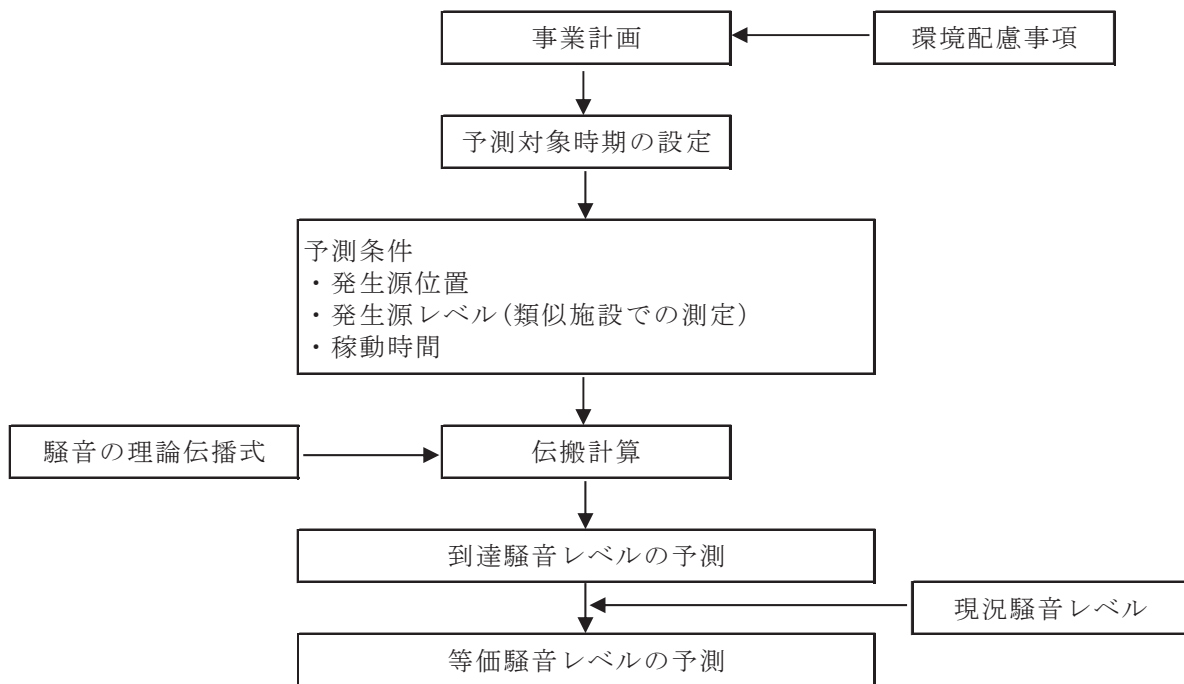 事業計画
環境配慮事項
予測対象時期の設定
予測条件
・発生源位置
・発生源レベル(類似施設での測定)
・稼動時間
騒音の理論伝播式
伝搬計算
到達騒音レベルの予測
現況騒音レベル
等価騒音レベルの予測